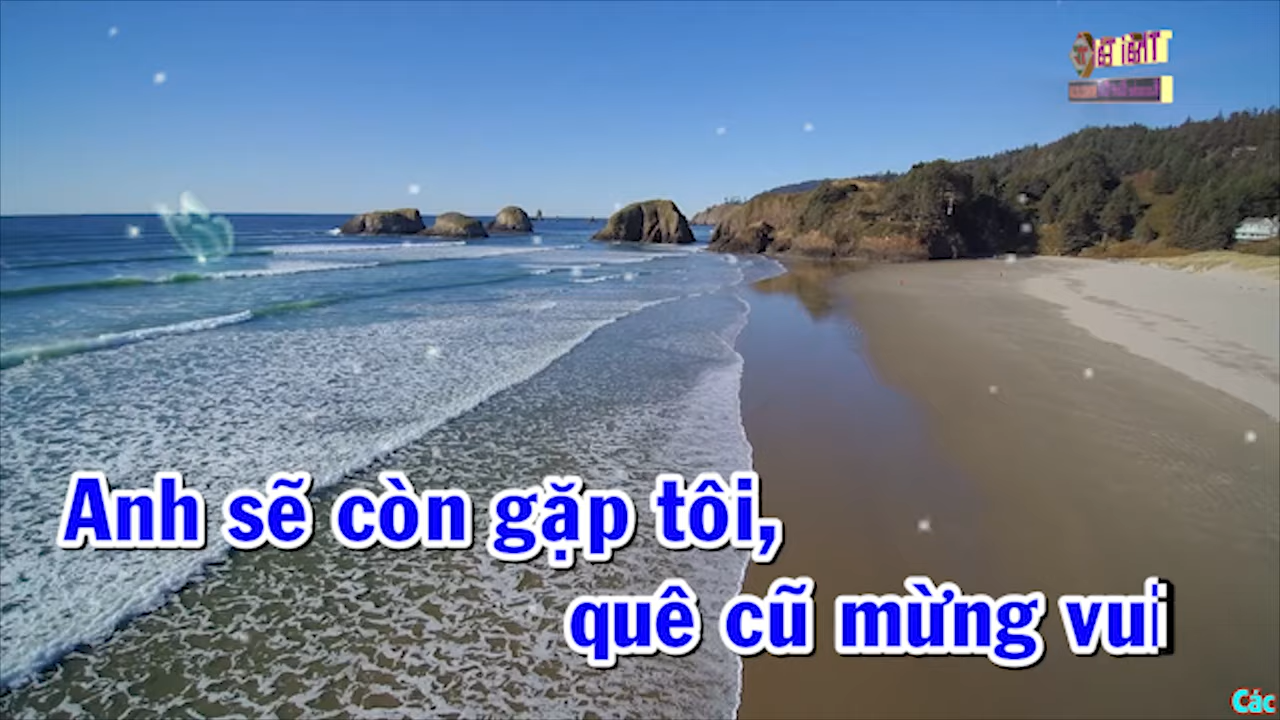 Anh sẽ còn gặp tôi,
quê cũ mừng vui
Các